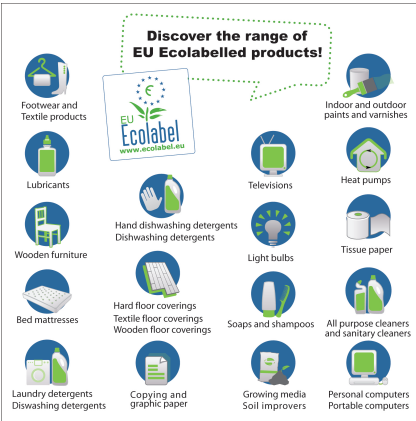 Discover the range of
EU Ecolabelled products!
EU
Ecolabel
www.ecolabel.eu
Footwear and
Textile products
Indoor and outdoor
paints and varnishes
Lubricants
Televisions
Heat pumps
Hand dishwashing detergents
Dishwashing detergents
Wooden furniture
Light bulbs
Tissue paper
Bed mattresses
Hard floor coverings
Textile floor coverings
Wooden floor coverings
Soaps and shampoos
All purpose cleaners
and sanitary cleaners
Laundry detergents
Diswashing detergents
Copying and
graphic paper
Growing media
Soil improvers
Personal computers
Portable computers